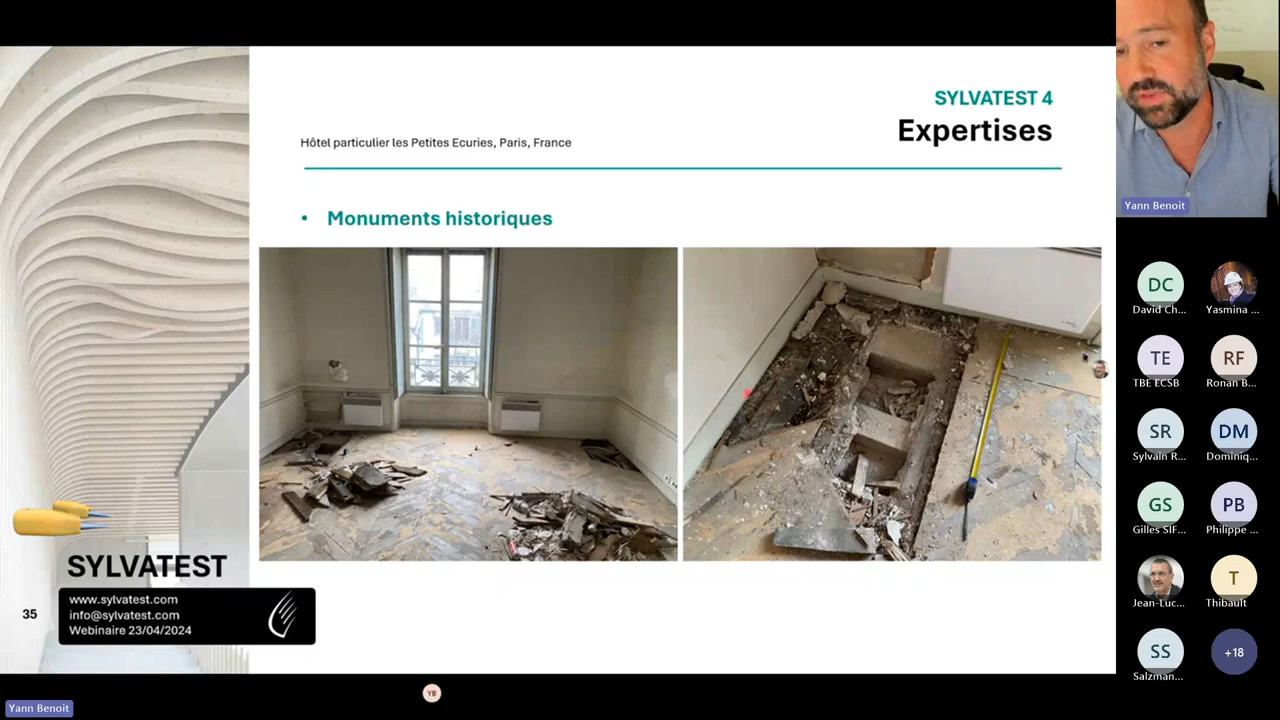 SYLVATEST 4
Expertises
Hôtel particulier les Petites Ecuries, Paris, France
• Monuments historiques
SYLVATEST
35
www.sylvatest.com
info@sylvatest.com
Webinaire 23/04/2024
Yann Benoit
DC
David Ch...
Yasmina ...
TE
TBE ECSB
RF
Ronan B...
SR
Sylvain R...
DM
Dominiq...
GS
Gilles SIF...
PB
Philippe ...
Jean-Luc...
T
Thibault
SS
Salzman...
+18
YB
Yann Benoit